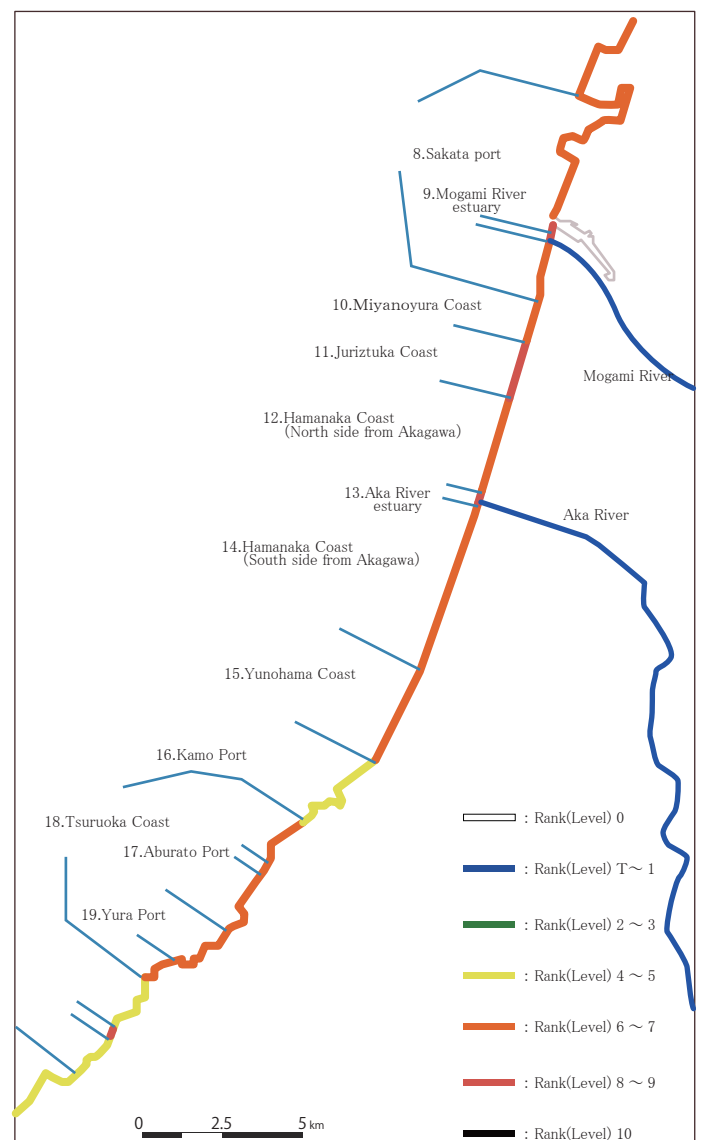 8.Sakata port
9.Mogami River
estuary
10.Miyanoyura Coast
11.Juriztuka Coast
Mogami River
12.Hamanaka Coast
(North side from Akagawa)
13.Aka River
estuary
Aka River
14.Hamanaka Coast
(South side from Akagawa)
15.Yunohama Coast
16.Kamo Port
18.Tsuruoka Coast
17.Aburato Port
19.Yura Port
: Rank(Level) 0
: Rank(Level) T～ 1
: Rank(Level) 2 ～ 3
: Rank(Level) 4 ～ 5
: Rank(Level) 6 ～ 7
: Rank(Level) 8 ～ 9
: Rank(Level) 10
0 2.5 5 km